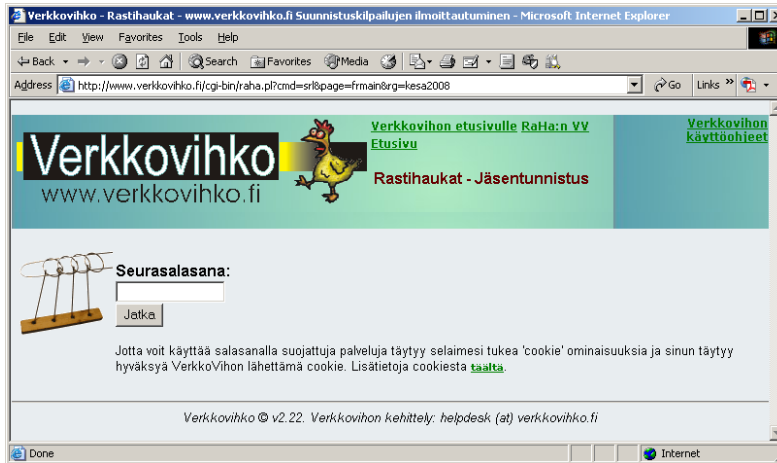 Verkkovihko - Rastihaukat - www.verkkovihko.fi Suunnistuskilpailujen ilmoittautuminen - Microsoft Internet Explorer
File Edit View Favorites Tools Help
Back Search Favorites Media
Address http://www.verkkovihko.fi/cgi-bin/raha.pl?cmd=srl&page=frmain&rg=kesa2008 Go Links »
Verkkovihko
www.verkkovihko.fi
Verkkovihon etusivulle RaHa:n VV
Etusivu
Rastihaukat - Jäsentunnistus
Verkkovihon
käyttöohjeet
Seurasalasana:
Jatka
Jotta voit käyttää salasanalla suojattuja palveluja täytyy selaimesi tukea 'cookie' ominaisuuksia ja sinun täytyy
hyväksyä VerkkoVihon lähettämä cookie. Lisätietoja cookiesta täältä.
Verkkovihko © v2.22. Verkkovihon kehittely: helpdesk (at) verkkovihko.fi
Done Internet